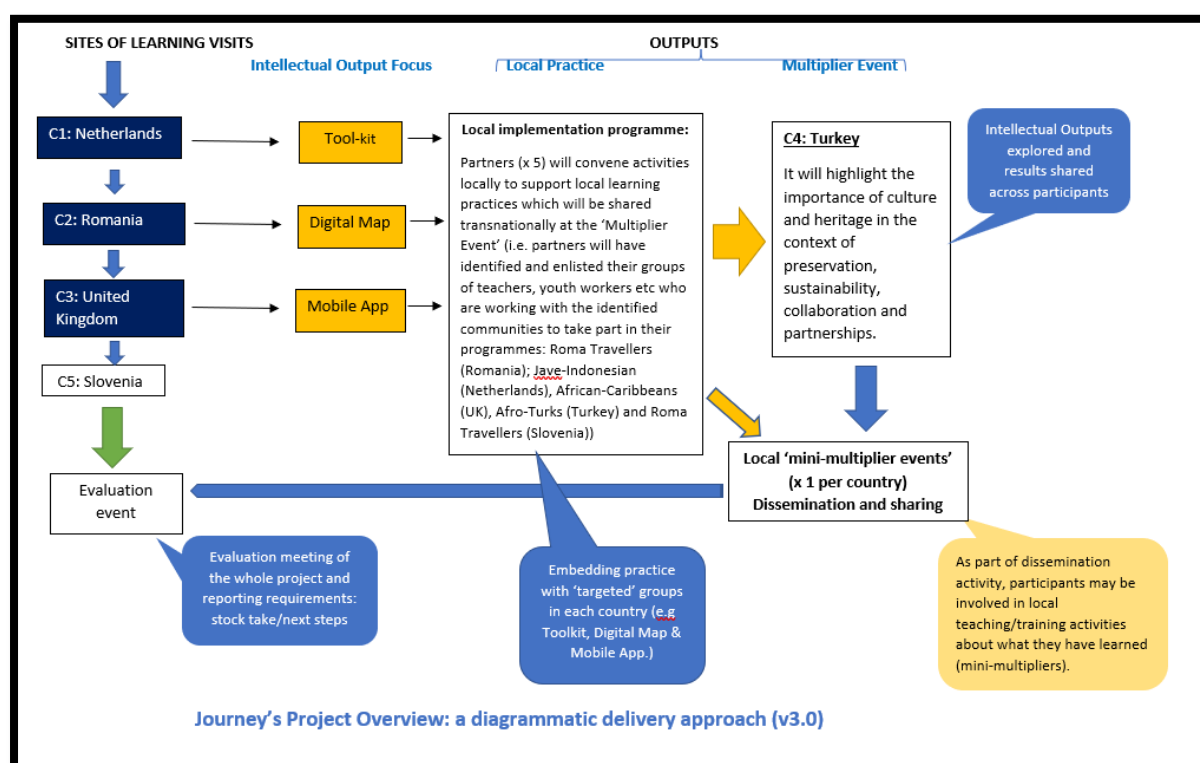 SITES OF LEARNING VISITS
OUTPUTS
Intellectual Output Focus
Local Practice
Multiplier Event
C1: Netherlands
C2: Romania
C3: United
Kingdom
C5: Slovenia
Evaluation
event
Evaluation meeting of
the whole project and
reporting requirements:
stock take/next steps
Tool-kit
Digital Map
Mobile App
Local implementation programme:
Partners (x 5) will convene activities
locally to support local learning
practices which will be shared
transnationally at the ‘Multiplier
Event’ (i.e. partners will have
identified and enlisted their groups
of teachers, youth workers etc who
are working with the identified
communities to take part in their
programmes: Roma Travellers
(Romania); Jave-Indonesian
(Netherlands), African-Caribbeans
(UK), Afro-Turks (Turkey) and Roma
Travellers (Slovenia))
Embedding practice
with ‘targeted’ groups
in each country (e.g
Toolkit, Digital Map &
Mobile App.)
C4: Turkey
It will highlight the
importance of culture
and heritage in the
context of
preservation,
sustainability,
collaboration and
partnerships.
Intellectual Outputs
explored and
results shared
across participants
Local ‘mini-multiplier events’
(x 1 per country)
Dissemination and sharing
As part of dissemination
activity, participants may be
involved in local
teaching/training activities
about what they have learned
(mini-multipliers).
Journey’s Project Overview: a diagrammatic delivery approach (v3.0)